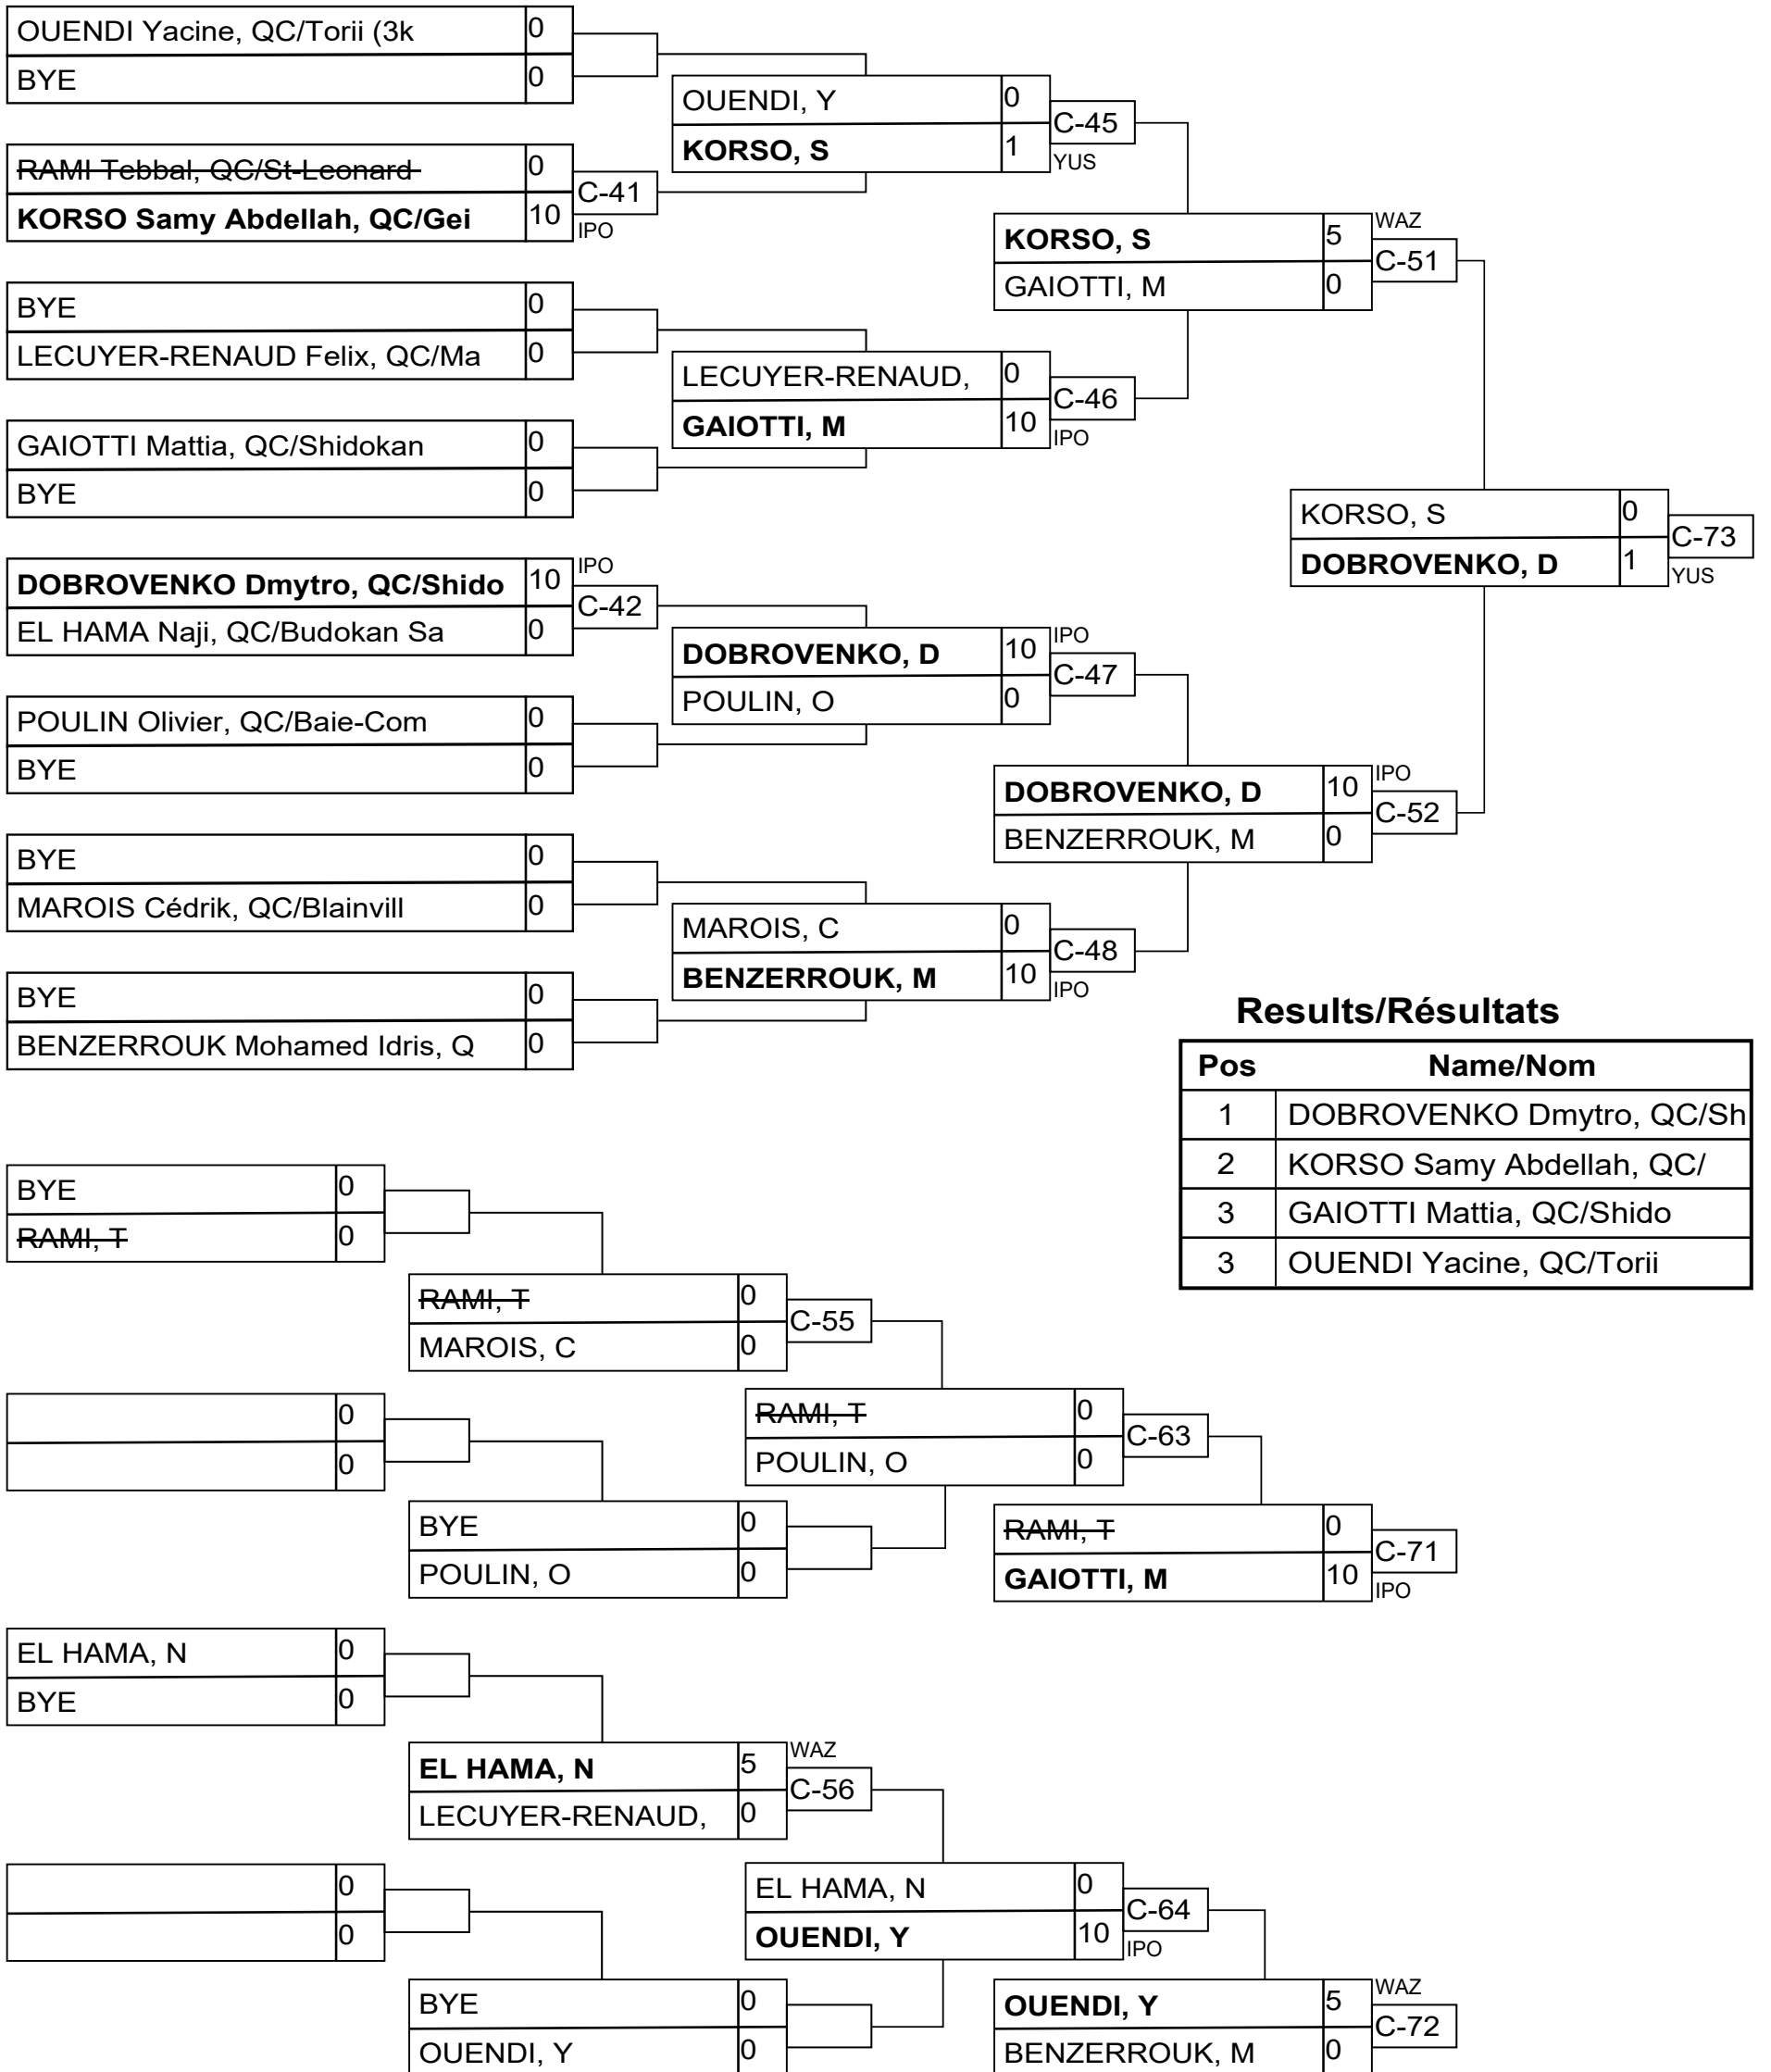 OUENDI Yacine, QC/Torii (3k 0
BYE 0
RAMI Tebbal, QC/St-Leonard 0
KORSO Samy Abdellah, QC/Gei 10
C-41
IPO
BYE 0
LECUYER-RENAUD Felix, QC/Ma 0
GAIOTTI Mattia, QC/Shidokan 0
BYE 0
DOBROVENKO Dmytro, QC/Shido 10
EL HAMA Naji, QC/Budokan Sa 0
IPO
C-42
POULIN Olivier, QC/Baie-Com 0
BYE 0
BYE 0
MAROIS Cédrik, QC/Blainvill 0
BYE 0
BENZERROUK Mohamed Idris, Q 0
OUENDI, Y 0
KORSO, S 1
C-45
YUS
LECUYER-RENAUD, 0
GAIOTTI, M 10
C-46
IPO
DOBROVENKO, D 10
POULIN, O 0
IPO
C-47
MAROIS, C 0
BENZERROUK, M 10
C-48
IPO
KORSO, S 5
GAIOTTI, M 0
WAZ
C-51
DOBROVENKO, D 10
BENZERROUK, M 0
IPO
C-52
KORSO, S 0
DOBROVENKO, D 1
C-73
YUS
Results/Résultats
Pos Name/Nom
1 DOBROVENKO Dmytro, QC/Sh
2 KORSO Samy Abdellah, QC/
3 GAIOTTI Mattia, QC/Shido
3 OUENDI Yacine, QC/Torii
BYE 0
RAMI, T 0
RAMI, T 0
MAROIS, C 0
C-55
0
0
BYE 0
POULIN, O 0
RAMI, T 0
POULIN, O 0
C-63
RAMI, T 0
GAIOTTI, M 10
C-71
IPO
EL HAMA, N 0
BYE 0
EL HAMA, N 5
LECUYER-RENAUD, 0
WAZ
C-56
0
0
BYE 0
OUENDI, Y 0
EL HAMA, N 0
OUENDI, Y 10
C-64
IPO
OUENDI, Y 5
BENZERROUK, M 0
WAZ
C-72